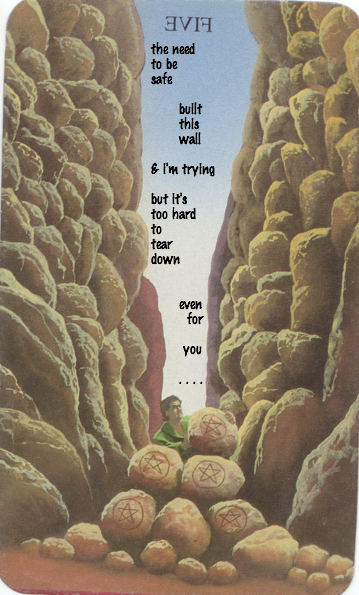 FIVE
the need
to be
safe
built
this
wall
& i'm trying
but it's
too hard
to
tear
down
even
for
you
. . . .